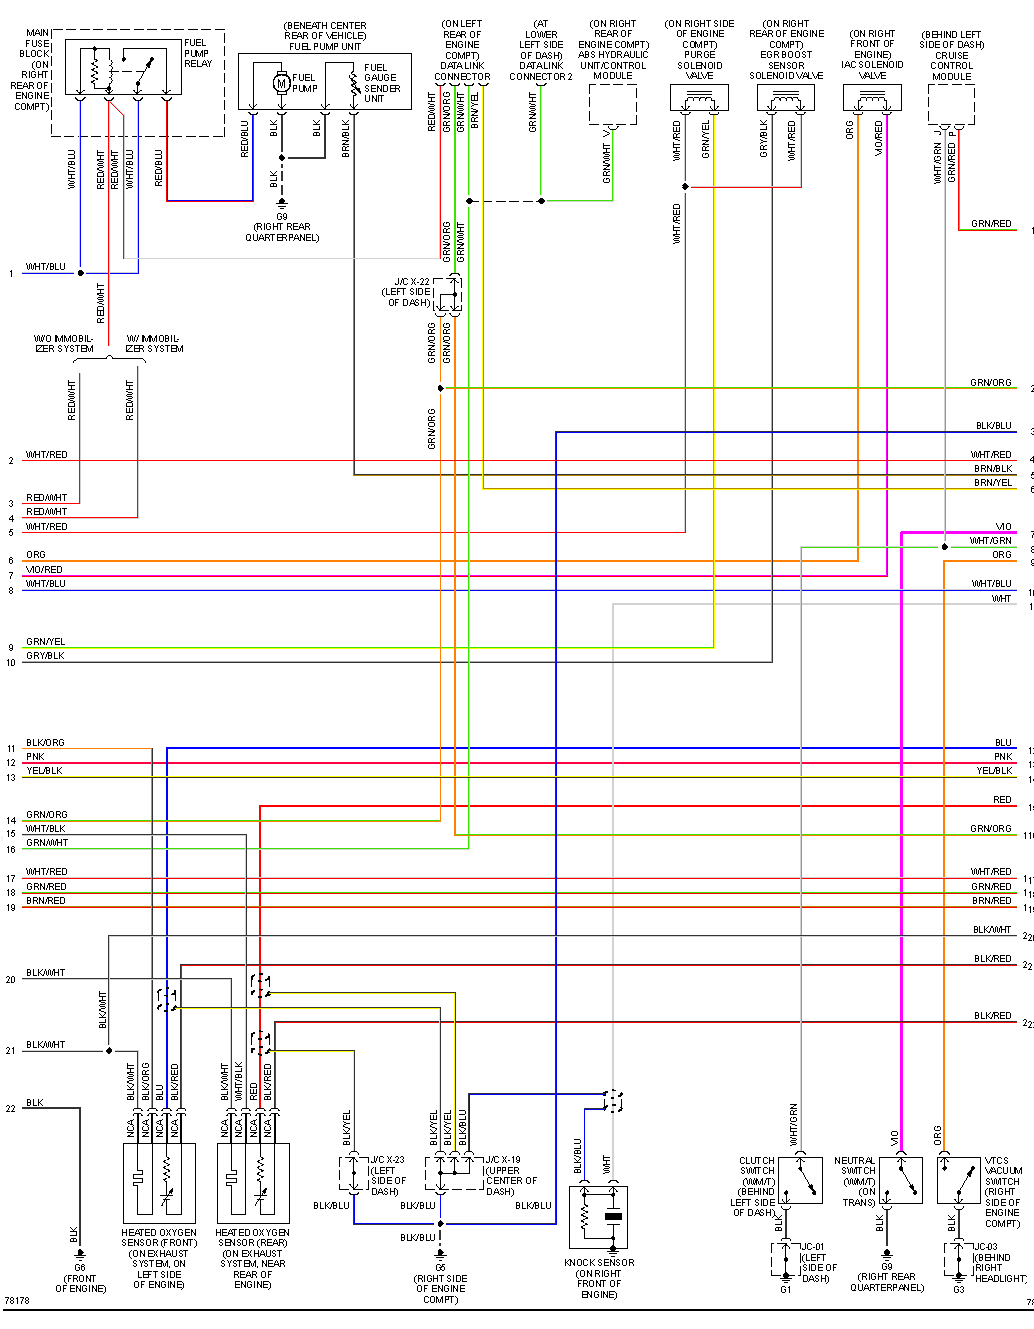 MAIN
FUSE
BLOCK
(ON
RIGHT
REAR OF
ENGINE
COMPT)
FUEL
PUMP
RELAY
(BENEATH CENTER
REAR OF VEHICLE)
FUEL PUMP UNIT
FUEL
PUMP
M
FUEL
GAUGE
SENDER
UNIT
(ON LEFT
REAR OF
ENGINE
COMPT)
DATA LINK
CONNECTOR
(AT
LOWER
LEFT SIDE
OF DASH)
DATA LINK
CONNECTOR 2
(ON RIGHT
REAR OF
ENGINE COMPT)
ABS HYDRAULIC
UNIT/CONTROL
MODULE
(ON RIGHT SIDE
OF ENGINE
COMPT)
PURGE
SOLENOID
VALVE
(ON RIGHT
REAR OF ENGINE
COMPT)
EGR BOOST
SENSOR
SOLENOID VALVE
(ON RIGHT
FRONT OF
ENGINE)
IAC SOLENOID
VALVE
(BEHIND LEFT
SIDE OF DASH)
CRUISE
CONTROL
MODULE
WHT/BLU
RED/WHT
RED/WHT
WHT/BLU
RED/BLU
RED/BLU
BLK
BLK
BRN/BLK
BLK
G9
(RIGHT REAR
QUARTERPANEL)
RED/WHT
GRN/ORG
GRN/WHT
BRN/YEL
GRN/WHT
GRN/WHT V
WHT/RED
GRN/YEL
GRY/BLK
WHT/RED
ORG
VIO/RED
WHT/GRN J
GRN/RED P
GRN/ORG
GRN/WHT
WHT/RED
GRN/RED 1
1 WHT/BLU
RED/WHT
J/C X-22
(LEFT SIDE
OF DASH)
W/O IMMOBIL-
IZER SYSTEM
W/ IMMOBIL-
IZER SYSTEM
GRN/ORG
GRN/ORG
RED/WHT
RED/WHT
GRN/ORG 2
GRN/ORG
BLK/BLU 3
2 WHT/RED
WHT/RED 4
BRN/BLK 5
BRN/YEL 6
3 RED/WHT
4 RED/WHT
5 WHT/RED
VIO 7
WHT/GRN 8
6 ORG
ORG 9
7 VIO/RED
8 WHT/BLU
WHT/BLU 10
WHT 1
9 GRN/YEL
10 GRY/BLK
11 BLK/ORG
BLU
12 PNK
PNK
13 YEL/BLK
YEL/BLK
RED
14 GRN/ORG
15 WHT/BLK
GRN/ORG
16 GRN/WHT
17 WHT/RED
WHT/RED
18 GRN/RED
GRN/RED
19 BRN/RED
BRN/RED
BLK/WHT
BLK/RED
20 BLK/WHT
BLK/WHT
BLK/RED
21 BLK/WHT
22 BLK
BLK/WHT
BLK/ORG
BLU
BLK/RED
BLK/WHT
WHT/BLK
RED
BLK/RED
NCA
NCA
NCA
NCA
NCA
NCA
NCA
NCA
BLK/YEL
BLK/YEL
BLK/YEL
BLK/BLU
BLK/BLU
WHT
WHT/GRN
VIO
ORG
J/C X-23
(LEFT
SIDE OF
DASH)
J/C X-19
(UPPER
CENTER OF
DASH)
BLK/BLU
BLK/BLU
BLK/BLU
BLK/BLU
CLUTCH
SWITCH
(W/M/T)
(BEHIND
LEFT SIDE
OF DASH)
NEUTRAL
SWITCH
(W/M/T)
(ON
TRANS)
VTCS
VACUUM
SWITCH
(RIGHT
SIDE OF
ENGINE
COMPT)
BLK
BLK
BLK
BLK
G6
(FRONT
OF ENGINE)
HEATED OXYGEN
SENSOR (FRONT)
(ON EXHAUST
SYSTEM, ON
LEFT SIDE
OF ENGINE)
HEATED OXYGEN
SENSOR (REAR)
(ON EXHAUST
SYSTEM, NEAR
REAR OF
ENGINE)
G5
(RIGHT SIDE
OF ENGINE
COMPT)
KNOCK SENSOR
(ON RIGHT
FRONT OF
ENGINE)
JC-01
(LEFT
SIDE OF
DASH)
G1
G9
(RIGHT REAR
QUARTERPANEL)
JC-03
(BEHIND
RIGHT
HEADLIGHT)
G3
78178